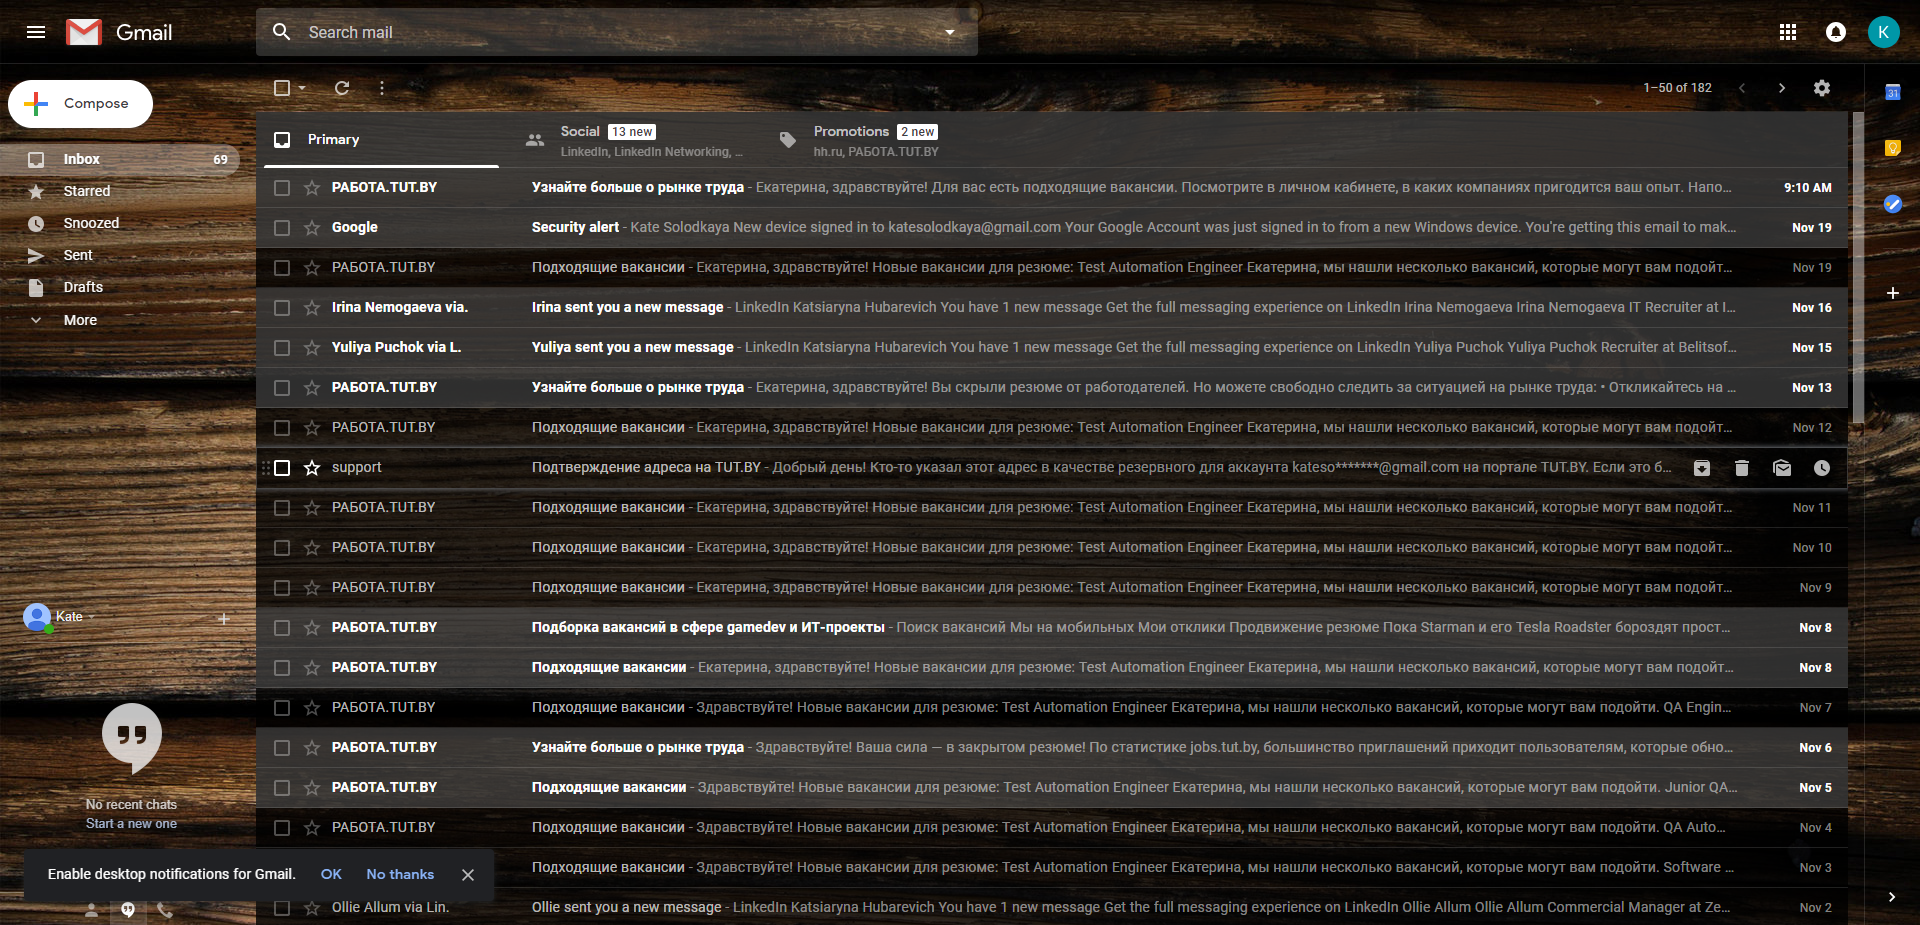 Gmail
Search mail
K
Compose
1–50 of 182
31
Primary
Social 13 new
LinkedIn, LinkedIn Networking, ...
Promotions 2 new
hh.ru, РАБОТА.TUT.BY
Inbox 69
Starred
Snoozed
Sent
Drafts
More
РАБОТА.TUT.BY Узнайте больше о рынке труда - Екатерина, здравствуйте! Для вас есть подходящие вакансии. Посмотрите в личном кабинете, в каких компаниях пригодится ваш опыт. Напо... 9:10 AM
Google Security alert - Kate Solodkaya New device signed in to katesolodkaya@gmail.com Your Google Account was just signed in to from a new Windows device. You're getting this email to mak... Nov 19
РАБОТА.TUT.BY Подходящие вакансии - Екатерина, здравствуйте! Новые вакансии для резюме: Test Automation Engineer Екатерина, мы нашли несколько вакансий, которые могут вам подойт... Nov 19
Irina Nemogaeva via. Irina sent you a new message - LinkedIn Katsiaryna Hubarevich You have 1 new message Get the full messaging experience on LinkedIn Irina Nemogaeva Irina Nemogaeva IT Recruiter at I... Nov 16
Yuliya Puchok via L. Yuliya sent you a new message - LinkedIn Katsiaryna Hubarevich You have 1 new message Get the full messaging experience on LinkedIn Yuliya Puchok Yuliya Puchok Recruiter at Belitsof... Nov 15
РАБОТА.TUT.BY Узнайте больше о рынке труда - Екатерина, здравствуйте! Вы скрыли резюме от работодателей. Но можете свободно следить за ситуацией на рынке труда: • Откликайтесь на ... Nov 13
РАБОТА.TUT.BY Подходящие вакансии - Екатерина, здравствуйте! Новые вакансии для резюме: Test Automation Engineer Екатерина, мы нашли несколько вакансий, которые могут вам подойт... Nov 12
support Подтверждение адреса на TUT.BY - Добрый день! Кто-то указал этот адрес в качестве резервного для аккаунта kateso*******@gmail.com на портале TUT.BY. Если это б...
РАБОТА.TUT.BY Подходящие вакансии - Екатерина, здравствуйте! Новые вакансии для резюме: Test Automation Engineer Екатерина, мы нашли несколько вакансий, которые могут вам подойт... Nov 11
РАБОТА.TUT.BY Подходящие вакансии - Екатерина, здравствуйте! Новые вакансии для резюме: Test Automation Engineer Екатерина, мы нашли несколько вакансий, которые могут вам подойт... Nov 10
РАБОТА.TUT.BY Подходящие вакансии - Екатерина, здравствуйте! Новые вакансии для резюме: Test Automation Engineer Екатерина, мы нашли несколько вакансий, которые могут вам подойт... Nov 9
РАБОТА.TUT.BY Подборка вакансий в сфере gamedev и ИТ-проекты - Поиск вакансий Мы на мобильных Мои отклики Продвижение резюме Пока Starman и его Tesla Roadster бороздят прост... Nov 8
РАБОТА.TUT.BY Подходящие вакансии - Екатерина, здравствуйте! Новые вакансии для резюме: Test Automation Engineer Екатерина, мы нашли несколько вакансий, которые могут вам подойт... Nov 8
РАБОТА.TUT.BY Подходящие вакансии - Здравствуйте! Новые вакансии для резюме: Test Automation Engineer Екатерина, мы нашли несколько вакансий, которые могут вам подойти. QA Engin... Nov 7
РАБОТА.TUT.BY Узнайте больше о рынке труда - Здравствуйте! Ваша сила — в закрытом резюме! По статистике jobs.tut.by, большинство приглашений приходит пользователям, которые обно... Nov 6
РАБОТА.TUT.BY Подходящие вакансии - Здравствуйте! Новые вакансии для резюме: Test Automation Engineer Екатерина, мы нашли несколько вакансий, которые могут вам подойти. Junior QA... Nov 5
РАБОТА.TUT.BY Подходящие вакансии - Здравствуйте! Новые вакансии для резюме: Test Automation Engineer Екатерина, мы нашли несколько вакансий, которые могут вам подойти. QA Auto... Nov 4
Подходящие вакансии - Здравствуйте! Новые вакансии для резюме: Test Automation Engineer Екатерина, мы нашли несколько вакансий, которые могут вам подойти. Software ... Nov 3
Ollie Allum via Lin. Ollie sent you a new message - LinkedIn Katsiaryna Hubarevich You have 1 new message Get the full messaging experience on LinkedIn Ollie Allum Ollie Allum Commercial Manager at Ze... Nov 2
Kate
No recent chats
Start a new one
Enable desktop notifications for Gmail. OK No thanks